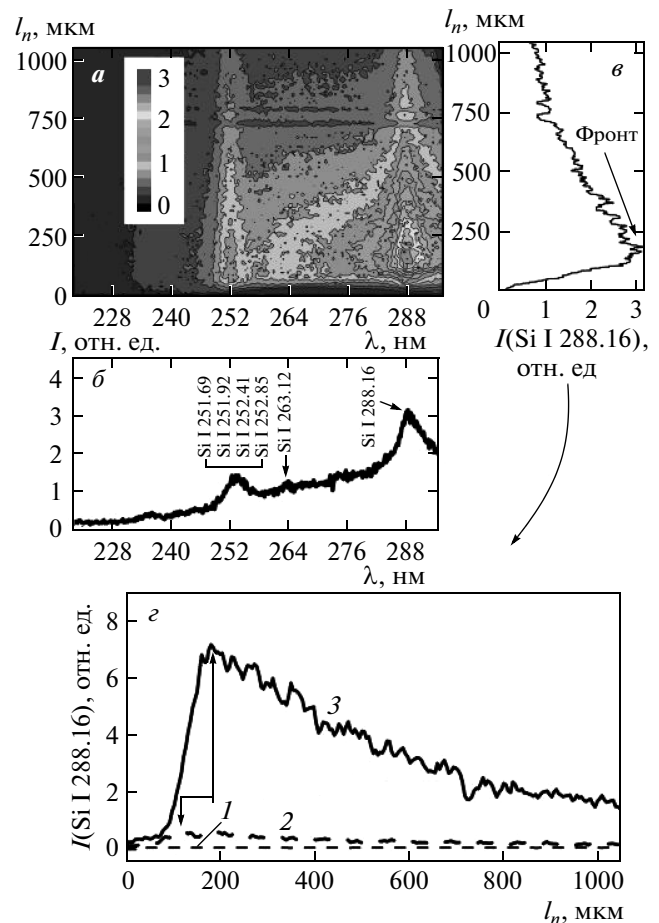 lₙ, мкм
1000
750
500
250
0
а
3
2
1
0
228 240 252 264 276 288
λ, нм
lₙ, мкм
в
1000
750
500
250
0
Фронт
1 2 3
I(Si I 288.16),
отн. ед
I, отн. ед.
б
4
3
2
1
0
Si I 251.69
Si I 251.92
Si I 252.41
Si I 252.85
Si I 263.12
Si I 288.16
228 240 252 264 276 288
λ, нм
I(Si I 288.16), отн. ед.
г
8
6
4
2
0
3
1
2
0 200 400 600 800 1000
lₙ, мкм